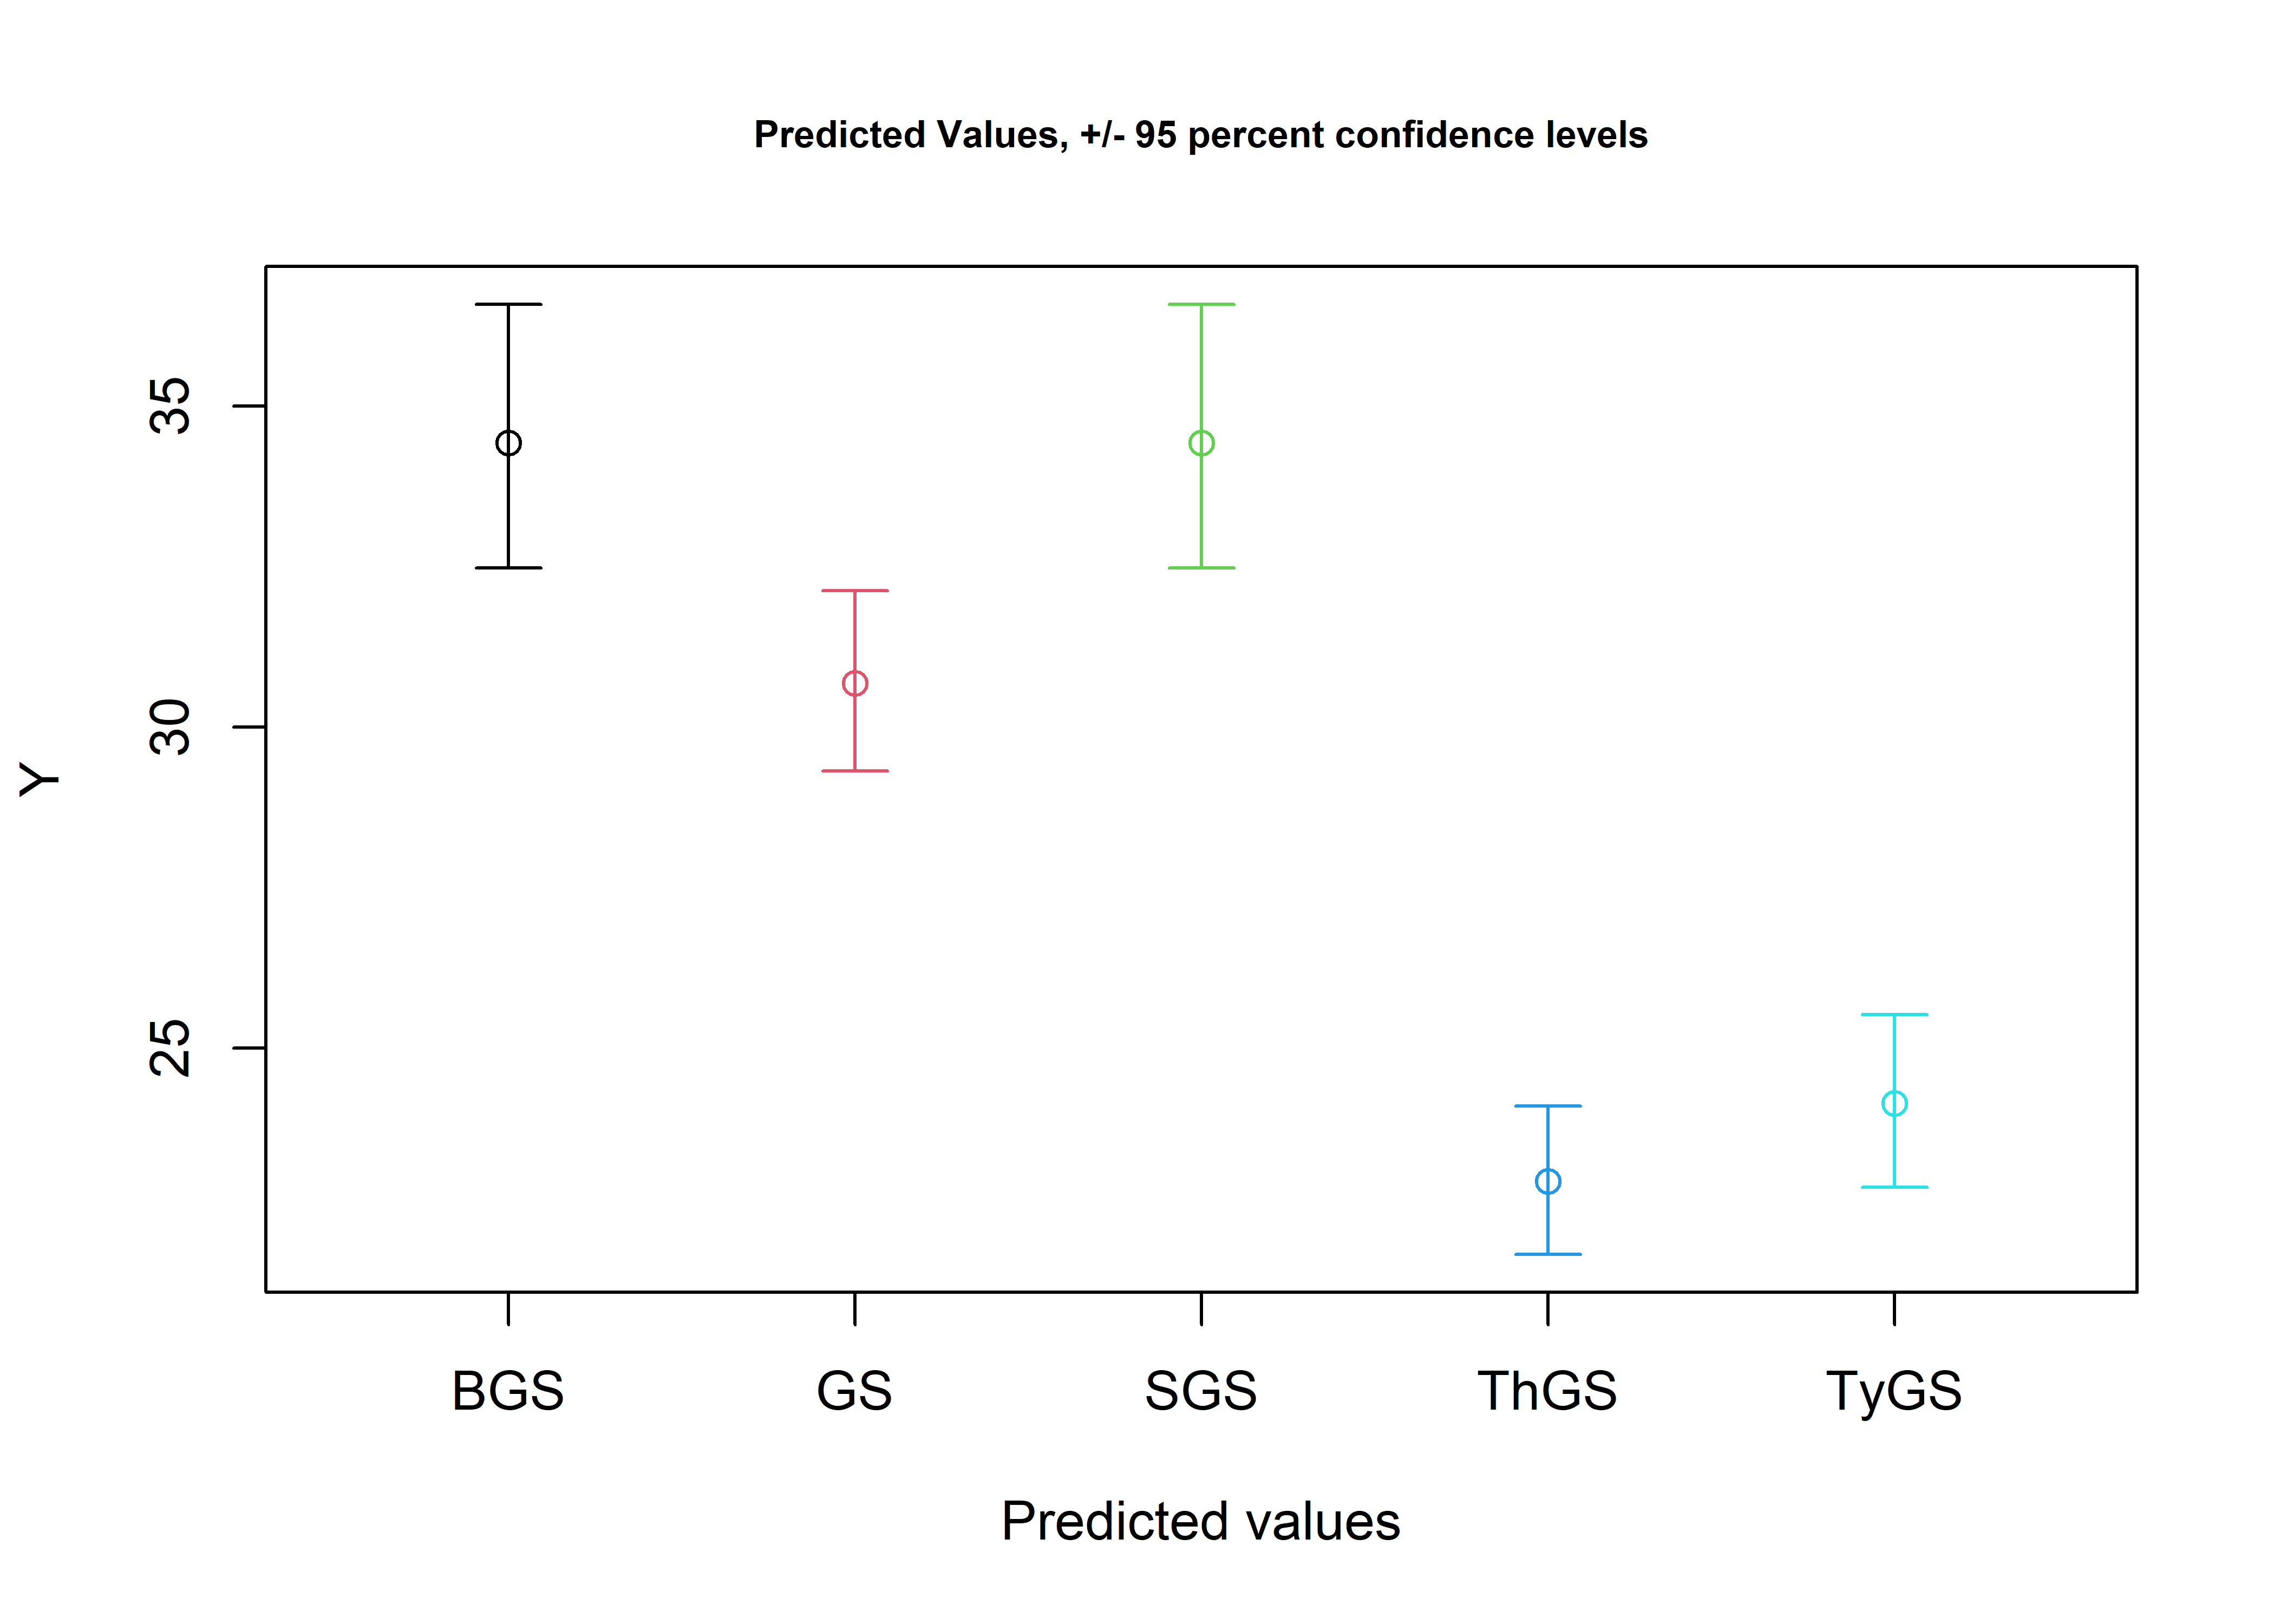 Predicted Values, +/- 95 percent confidence levels
35
30
25
Y
BGS GS SGS ThGS TyGS
Predicted values